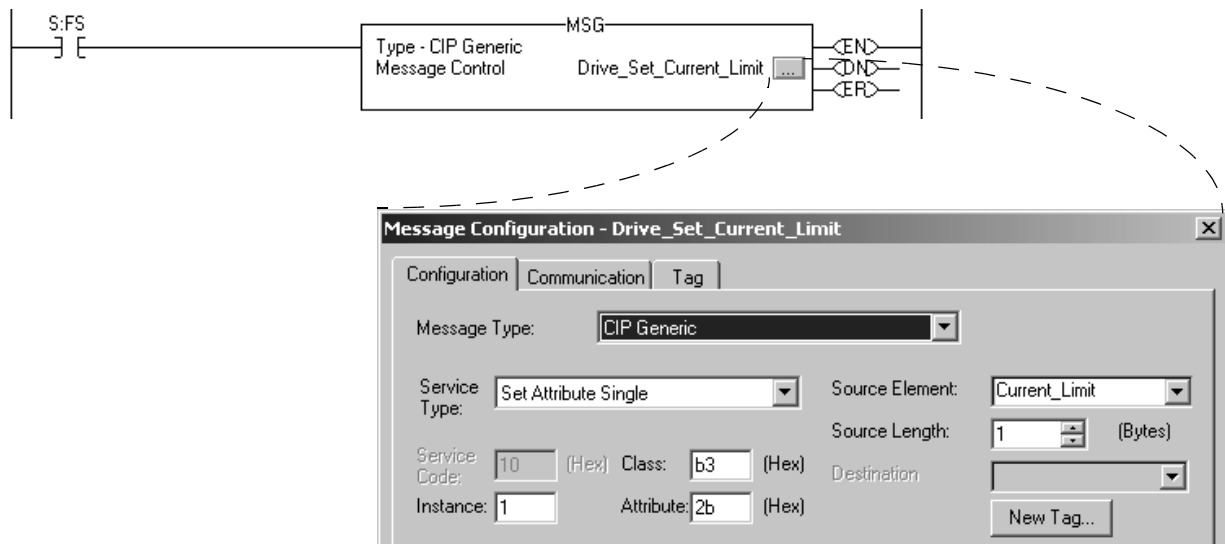 S:FS
MSG
Type - CIP Generic
Message Control Drive_Set_Current_Limit ...
EN
DN
ER
Message Configuration - Drive_Set_Current_Limit
Configuration Communication Tag
Message Type: CIP Generic
Service Type: Set Attribute Single
Source Element: Current_Limit
Source Length: 1 (Bytes)
Service Code: 10 (Hex) Class: b3 (Hex)
Destination
Instance: 1 Attribute: 2b (Hex)
New Tag...